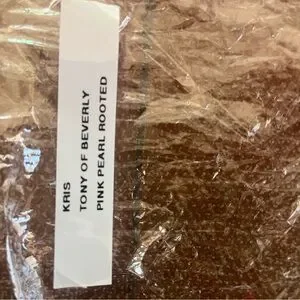 KRIS
TONY OF BEVERLY
PINK PEARL ROOTED